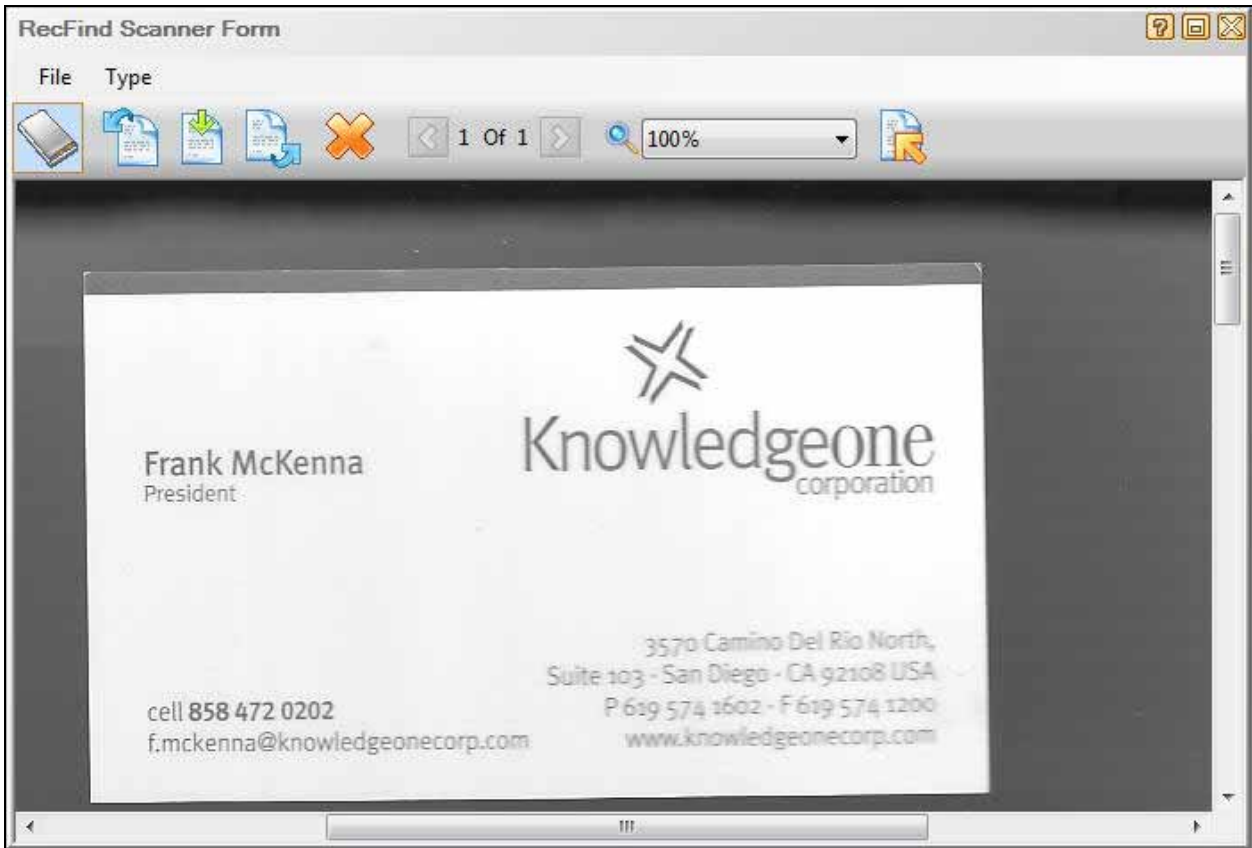 RecFind Scanner Form
File Type
1 Of 1 100%
Knowledgeone
corporation
Frank McKenna
President
3570 Camino Del Rio North,
Suite 103 - San Diego - CA 92108 USA
P 619 574 1602 - F 619 574 1200
www.knowledgeonecorp.com
cell 858 472 0202
f.mckenna@knowledgeonecorp.com